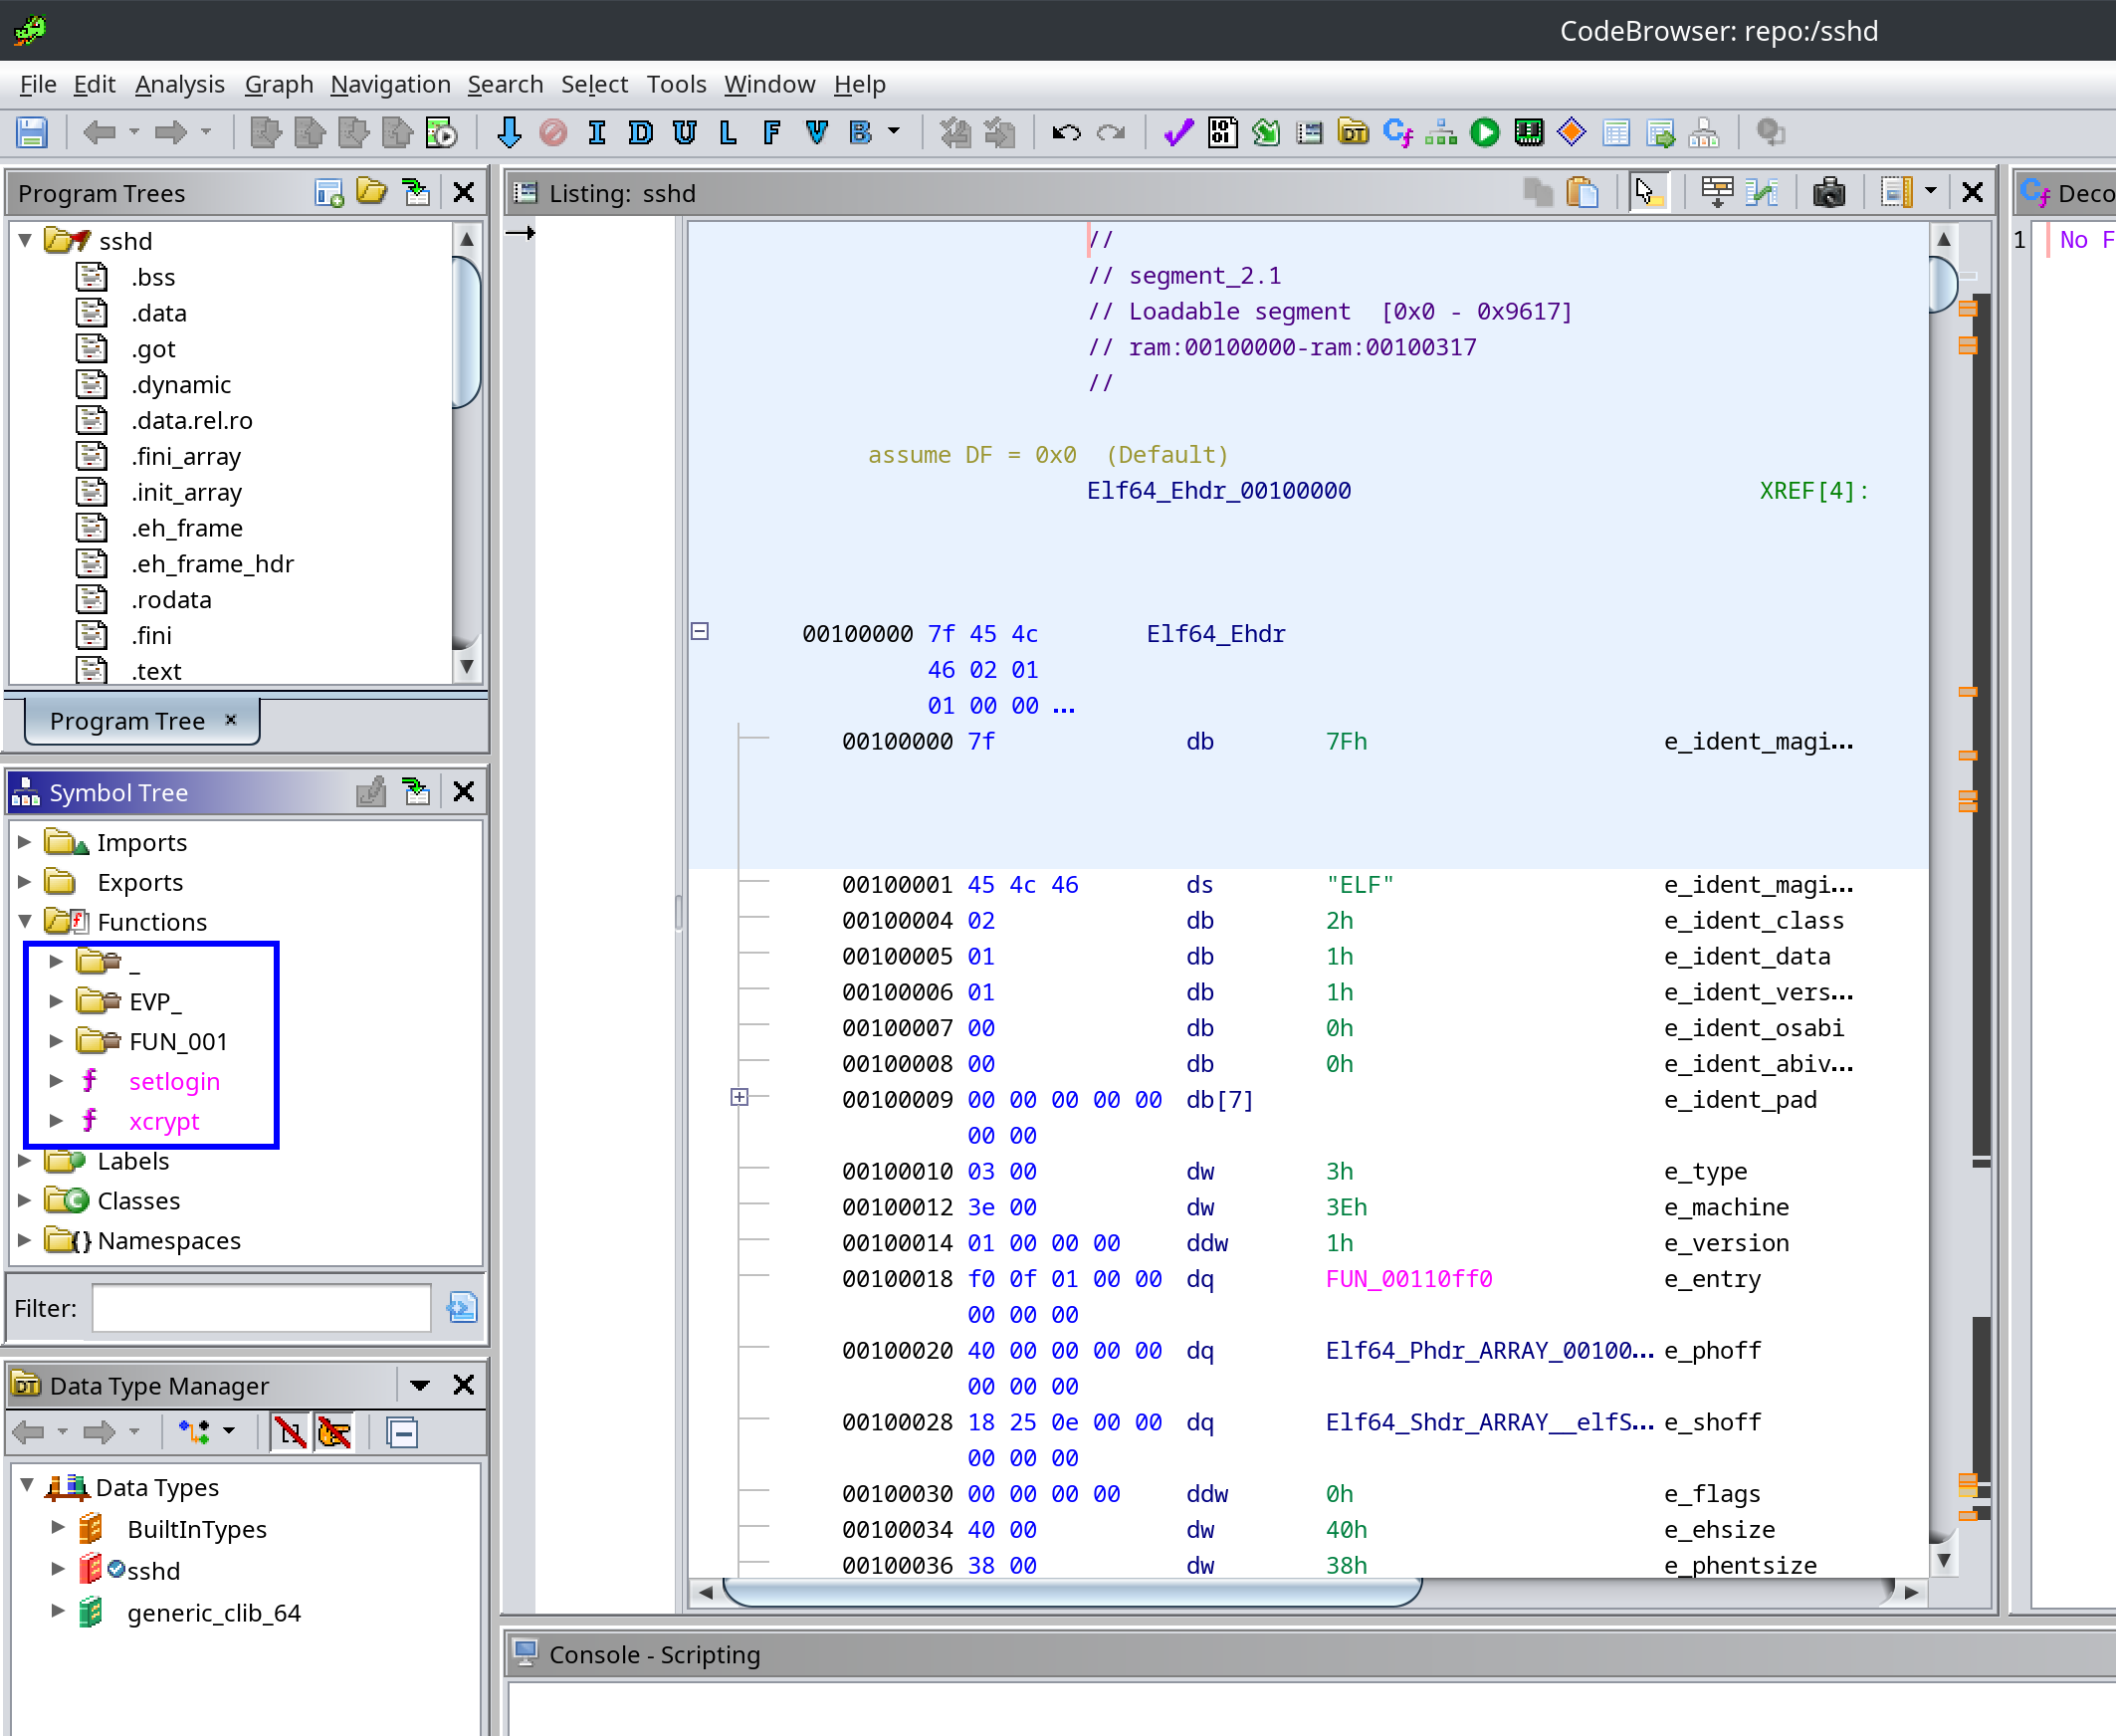 CodeBrowser: repo:/sshd
File Edit Analysis Graph Navigation Search Select Tools Window Help
I D U L F V B
Program Trees
sshd
.bss
.data
.got
.dynamic
.data.rel.ro
.fini_array
.init_array
.eh_frame
.eh_frame_hdr
.rodata
.fini
.text
Program Tree
Symbol Tree
Imports
Exports
Functions
_
EVP_
FUN_001
setlogin
xcrypt
Labels
Classes
Namespaces
Filter:
Data Type Manager
Data Types
BuiltInTypes
sshd
generic_clib_64
Listing: sshd
//
// segment_2.1
// Loadable segment [0x0 - 0x9617]
// ram:00100000-ram:00100317
//
assume DF = 0x0 (Default)
Elf64_Ehdr_00100000 XREF[4]:
00100000 7f 45 4c Elf64_Ehdr
46 02 01
01 00 00 ...
00100000 7f db 7Fh e_ident_magi...
00100001 45 4c 46 ds "ELF" e_ident_magi...
00100004 02 db 2h e_ident_class
00100005 01 db 1h e_ident_data
00100006 01 db 1h e_ident_vers...
00100007 00 db 0h e_ident_osabi
00100008 00 db 0h e_ident_abiv...
00100009 00 00 00 00 00 db[7] e_ident_pad
00 00
00100010 03 00 dw 3h e_type
00100012 3e 00 dw 3Eh e_machine
00100014 01 00 00 00 ddw 1h e_version
00100018 f0 0f 01 00 00 dq FUN_00110ff0 e_entry
00 00 00
00100020 40 00 00 00 00 dq Elf64_Phdr_ARRAY_00100... e_phoff
00 00 00
00100028 18 25 0e 00 00 dq Elf64_Shdr_ARRAY__elfS... e_shoff
00 00 00
00100030 00 00 00 00 ddw 0h e_flags
00100034 40 00 dw 40h e_ehsize
00100036 38 00 dw 38h e_phentsize
Console - Scripting
Deco
1 No F